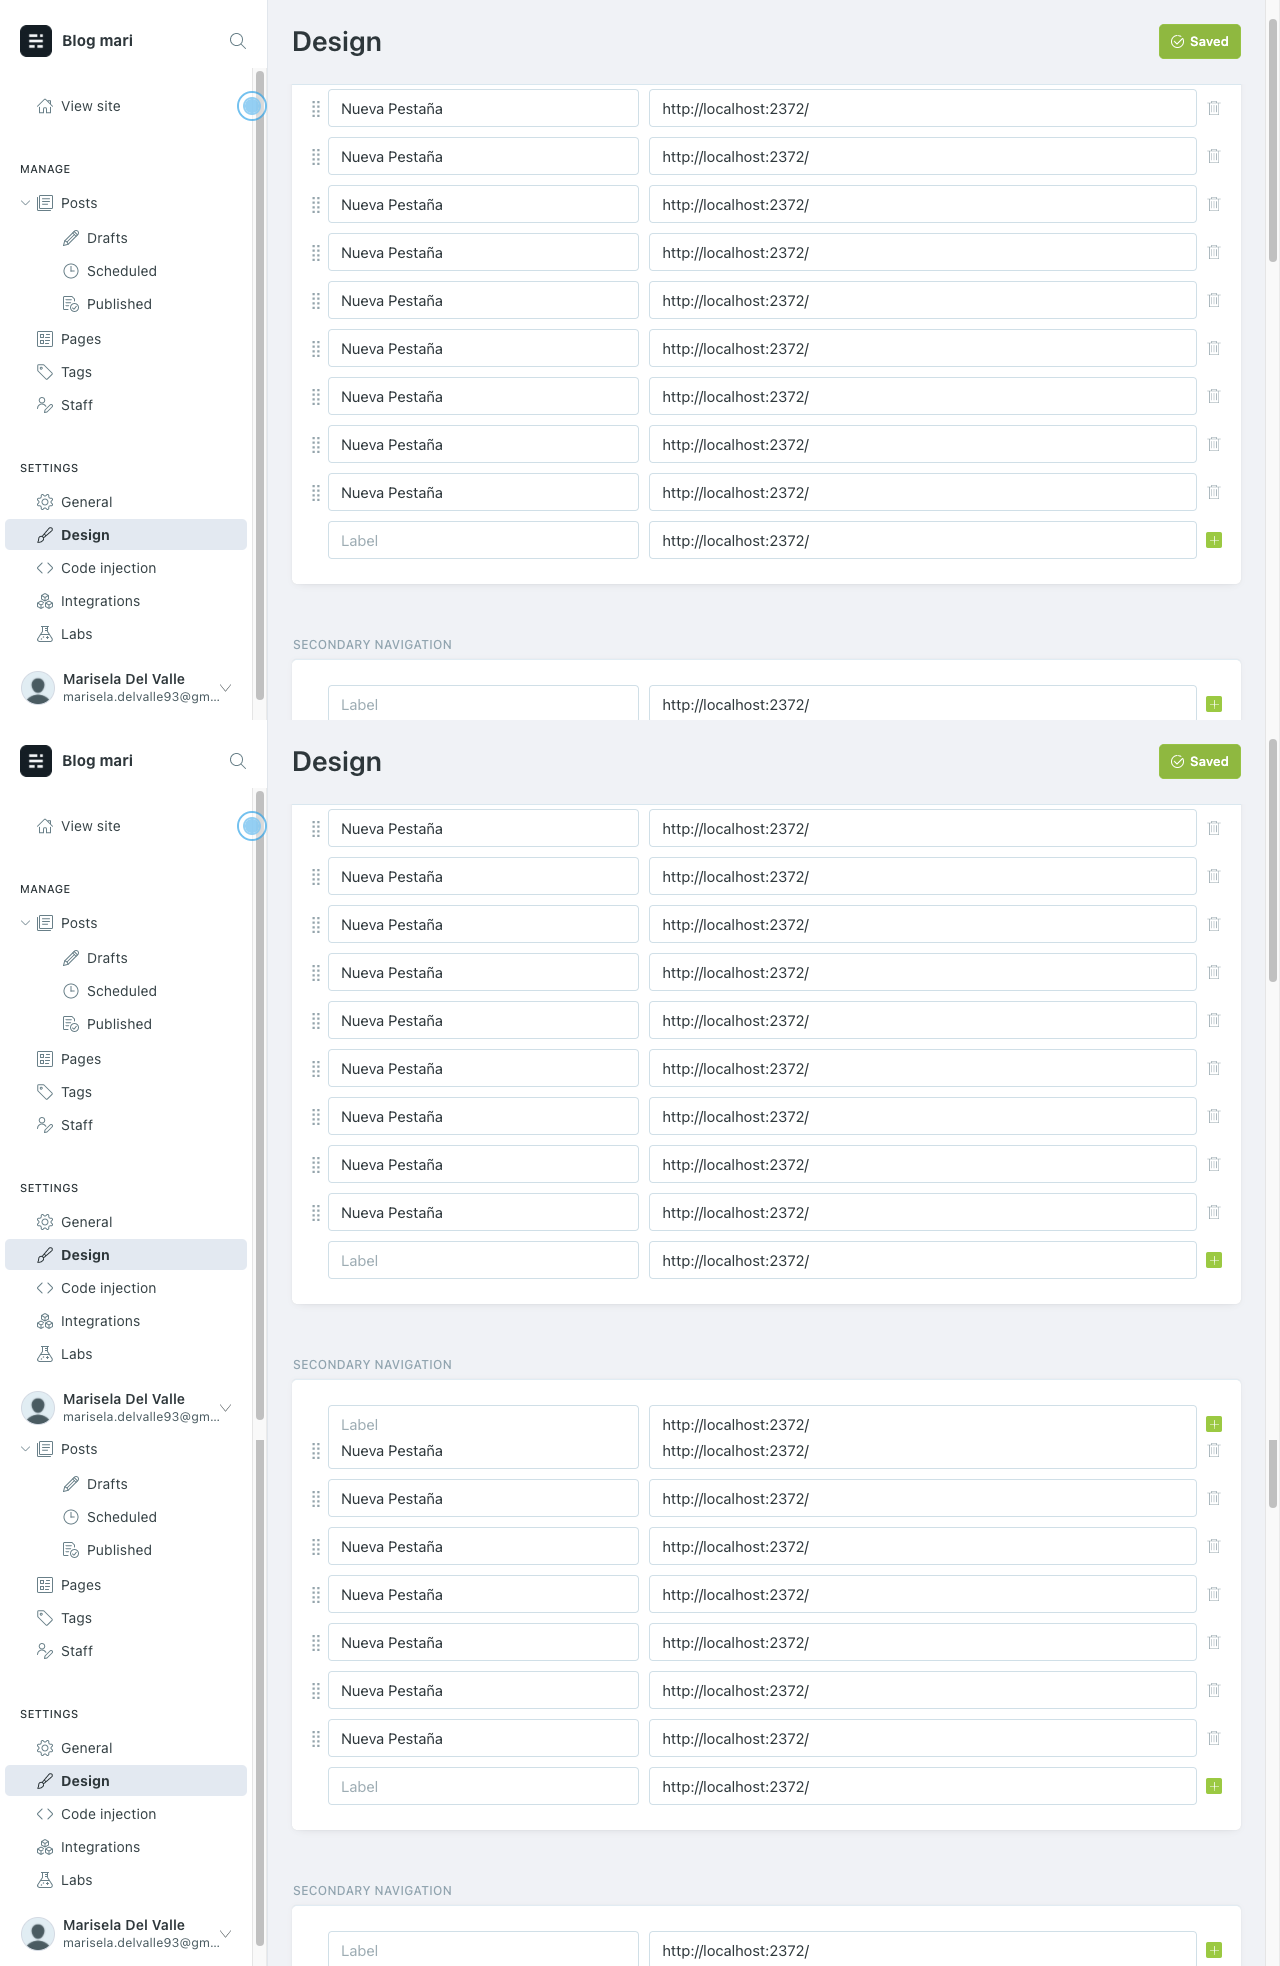 Blog mari
Design
Saved
View site
Nueva Pestaña http://localhost:2372/
Nueva Pestaña http://localhost:2372/
MANAGE
Posts
Nueva Pestaña http://localhost:2372/
Drafts
Nueva Pestaña http://localhost:2372/
Scheduled
Published
Nueva Pestaña http://localhost:2372/
Pages
Nueva Pestaña http://localhost:2372/
Tags
Nueva Pestaña http://localhost:2372/
Staff
Nueva Pestaña http://localhost:2372/
SETTINGS
General
Nueva Pestaña http://localhost:2372/
Design
Label http://localhost:2372/
Code injection
Integrations
Labs
SECONDARY NAVIGATION
Marisela Del Valle
marisela.delvalle93@gm...
Label http://localhost:2372/
Blog mari
Design
Saved
View site
Nueva Pestaña http://localhost:2372/
Nueva Pestaña http://localhost:2372/
MANAGE
Posts
Nueva Pestaña http://localhost:2372/
Drafts
Nueva Pestaña http://localhost:2372/
Scheduled
Published
Nueva Pestaña http://localhost:2372/
Pages
Nueva Pestaña http://localhost:2372/
Tags
Nueva Pestaña http://localhost:2372/
Staff
Nueva Pestaña http://localhost:2372/
SETTINGS
General
Nueva Pestaña http://localhost:2372/
Design
Label http://localhost:2372/
Code injection
Integrations
Labs
SECONDARY NAVIGATION
Marisela Del Valle
marisela.delvalle93@gm...
Label http://localhost:2372/
Posts
Nueva Pestaña http://localhost:2372/
Drafts
Nueva Pestaña http://localhost:2372/
Scheduled
Published
Nueva Pestaña http://localhost:2372/
Pages
Nueva Pestaña http://localhost:2372/
Tags
Nueva Pestaña http://localhost:2372/
Staff
Nueva Pestaña http://localhost:2372/
SETTINGS
General
Nueva Pestaña http://localhost:2372/
Design
Label http://localhost:2372/
Code injection
Integrations
Labs
SECONDARY NAVIGATION
Marisela Del Valle
marisela.delvalle93@gm...
Label http://localhost:2372/